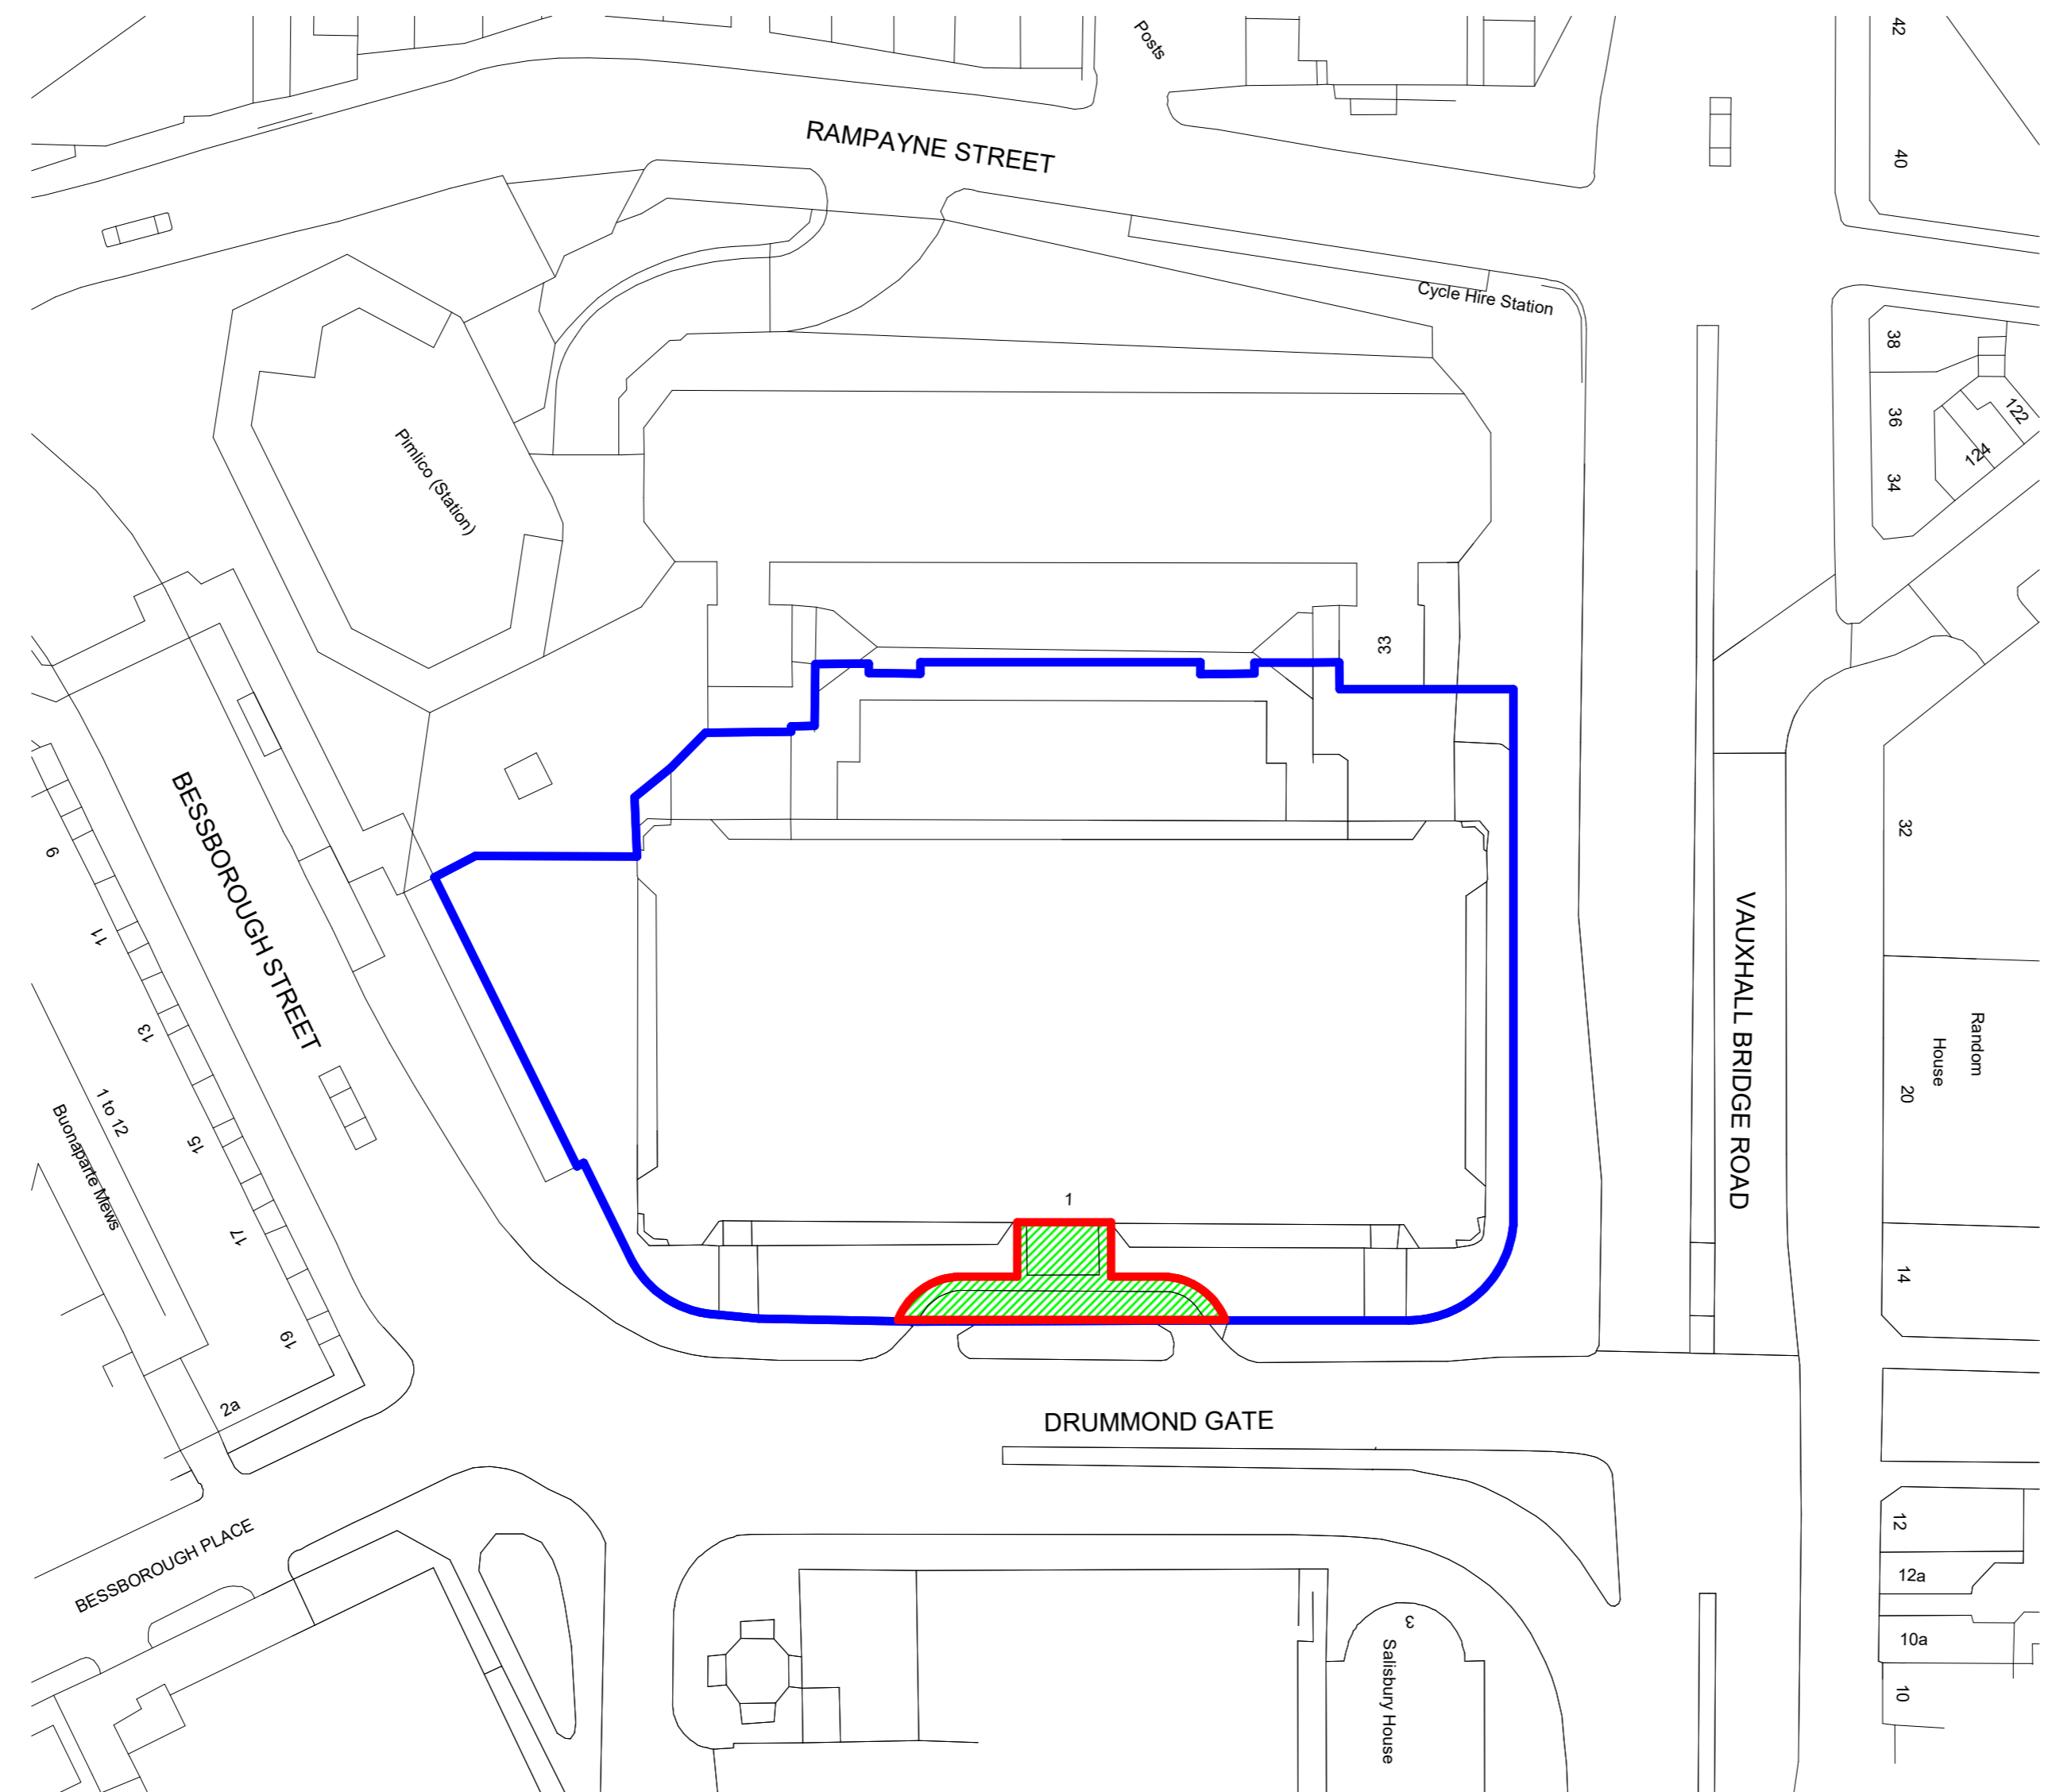 42
Posts
40
RAMPAYNE STREET
Cycle Hire Station
38
36
34
122
124
Pimlico (Station)
33
BESSBOROUGH STREET
VAUXHALL BRIDGE ROAD
32
Random
House
20
14
6
11
13
15
17
19
1 to 12
Buonaparte Mews
2a
1
DRUMMOND GATE
BESSBOROUGH PLACE
3
Salisbury House
12
12a
10a
10